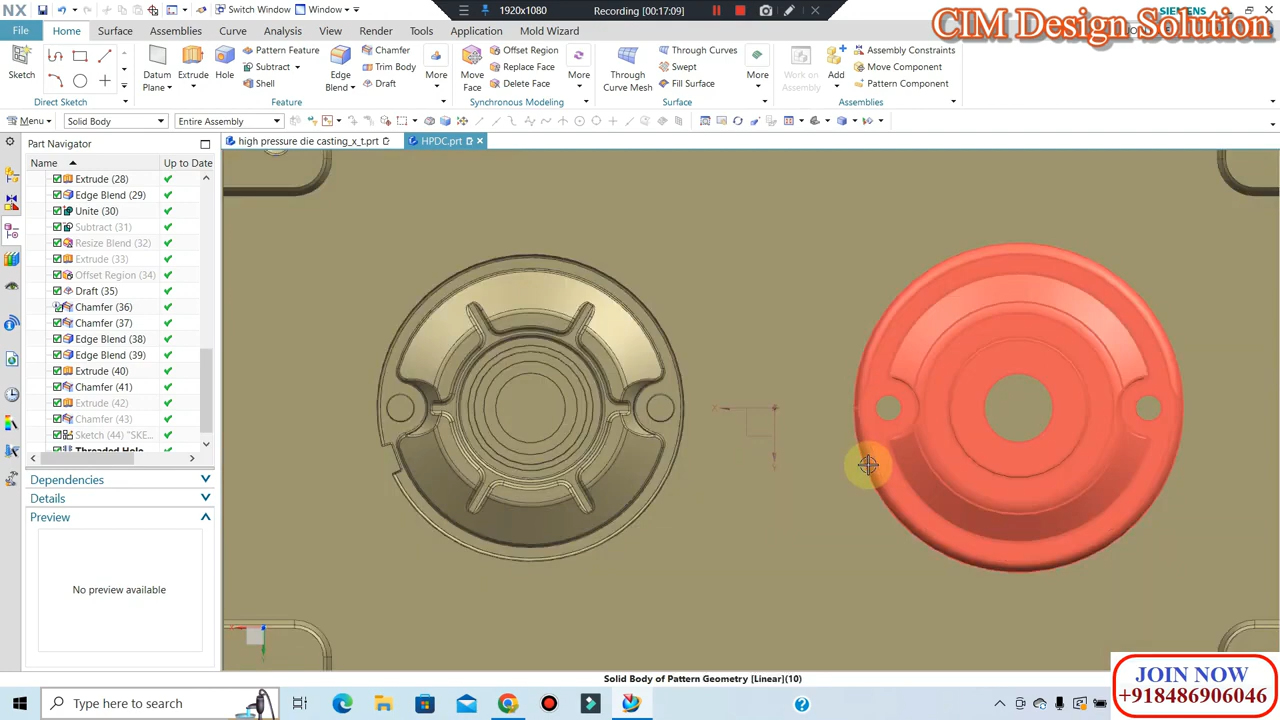 NX
Switch Window
Window
1920x1080
Recording [00:17:09]
SIEMENS
CIM Design Solution
File
Home
Surface
Assemblies
Curve
Analysis
View
Render
Tools
Application
Mold Wizard
Sketch
Direct Sketch
Datum Plane
Extrude
Hole
Pattern Feature
Subtract
Shell
Edge Blend
Chamfer
Trim Body
Draft
More
Feature
Move Face
Offset Region
Replace Face
Delete Face
More
Synchronous Modeling
Through Curve Mesh
Through Curves
Swept
Fill Surface
More
Surface
Work on Assembly
Add
Assembly Constraints
Move Component
Pattern Component
Assemblies
Menu
Solid Body
Entire Assembly
Part Navigator
high pressure die casting_x_t.prt
HPDC.prt
Name
Up to Date
Extrude (28)
Edge Blend (29)
Unite (30)
Subtract (31)
Resize Blend (32)
Extrude (33)
Offset Region (34)
Draft (35)
Chamfer (36)
Chamfer (37)
Edge Blend (38)
Edge Blend (39)
Extrude (40)
Chamfer (41)
Extrude (42)
Chamfer (43)
Sketch (44) "SKE...
Threaded Hole
Dependencies
Details
Preview
No preview available
X
Solid Body of Pattern Geometry [Linear](10)
Type here to search
JOIN NOW
+918486906046